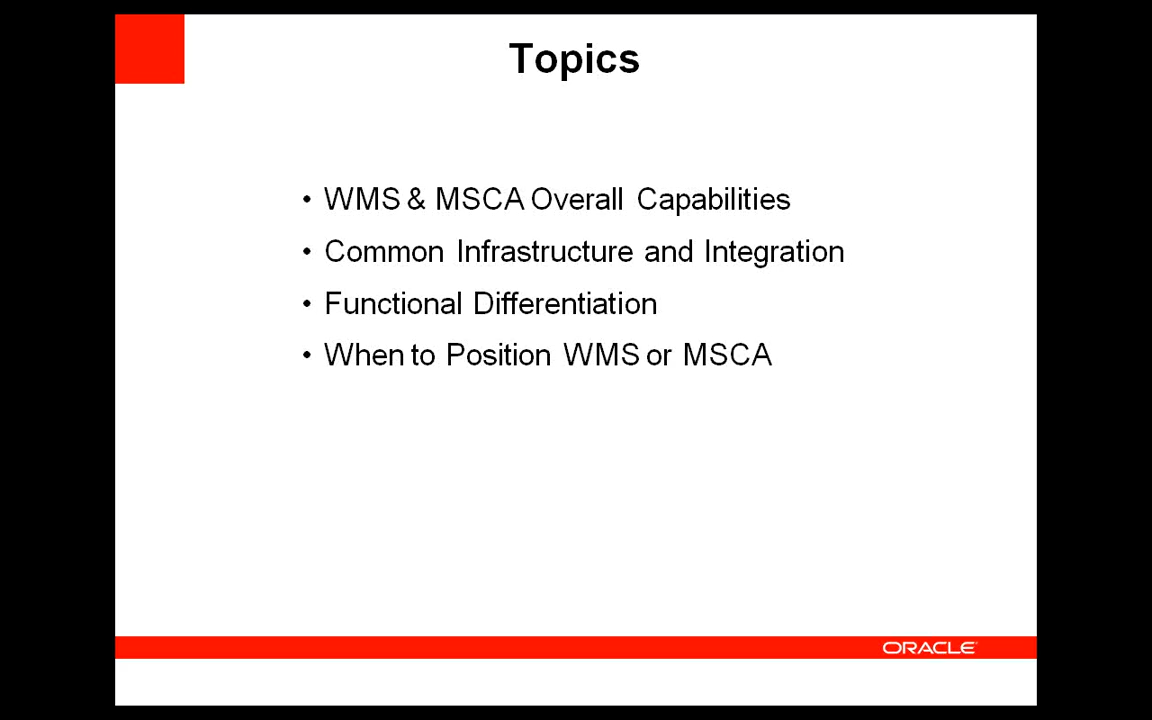 Topics
• WMS & MSCA Overall Capabilities
• Common Infrastructure and Integration
• Functional Differentiation
• When to Position WMS or MSCA
ORACLE